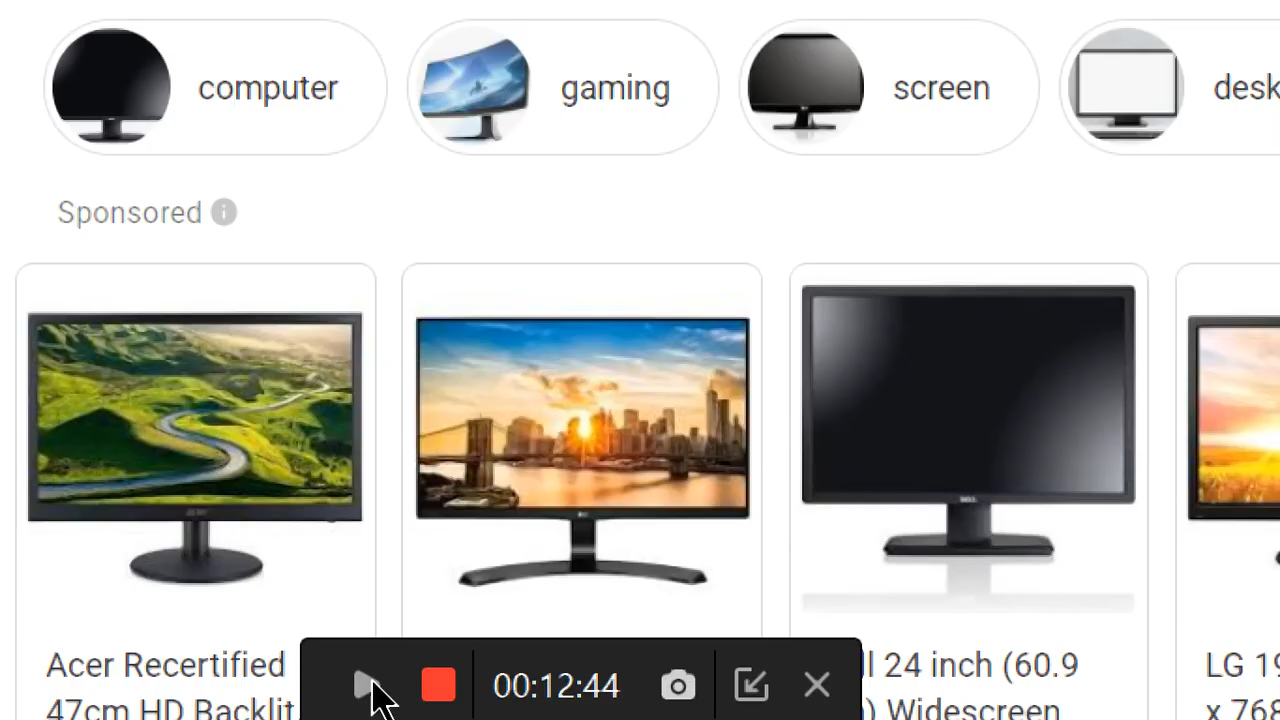 computer
gaming
screen
desk
Sponsored
Acer Recertified
47cm HD Backlit
00:12:44
ll 24 inch (60.9
) Widescreen
LG 19
x 768